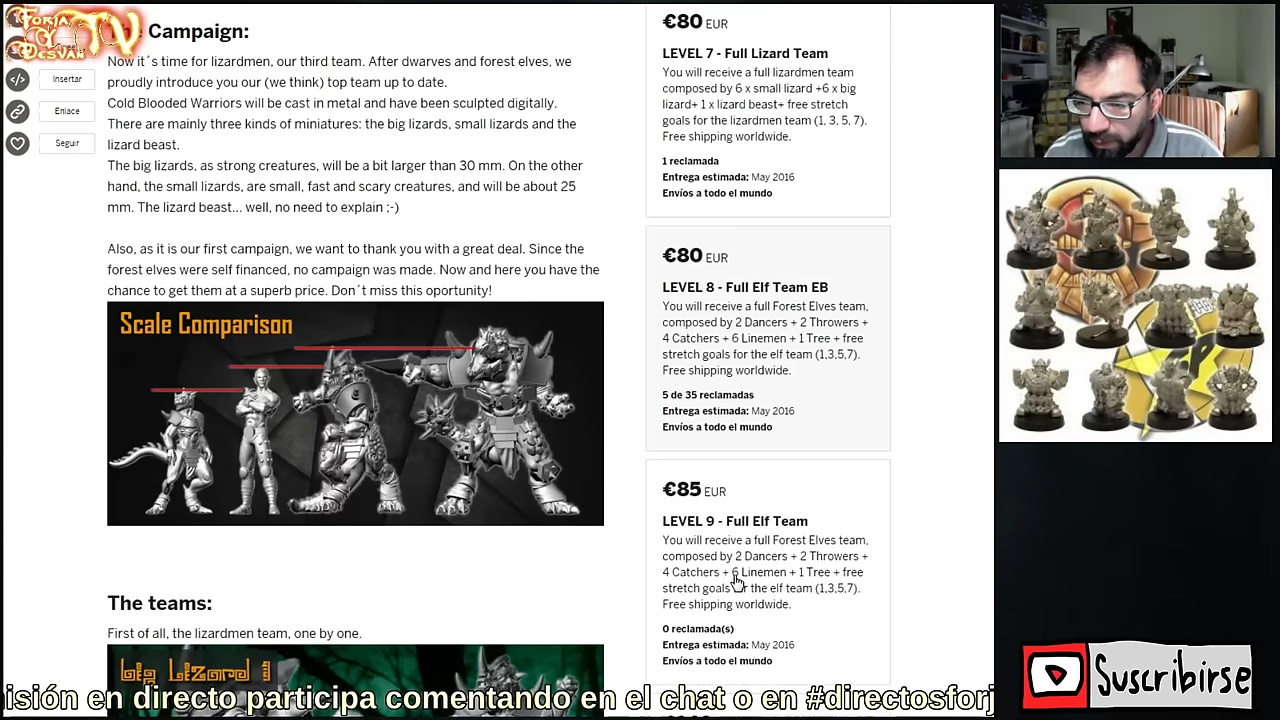 Forja
Y
Desván
TV
Campaign:
Now it´s time for lizardmen, our third team. After dwarves and forest elves, we
proudly introduce you our (we think) top team up to date.
Cold Blooded Warriors will be cast in metal and have been sculpted digitally.
There are mainly three kinds of miniatures: the big lizards, small lizards and the
lizard beast.
The big lizards, as strong creatures, will be a bit larger than 30 mm. On the other
hand, the small lizards, are small, fast and scary creatures, and will be about 25
mm. The lizard beast... well, no need to explain ;-)
Also, as it is our first campaign, we want to thank you with a great deal. Since the
forest elves were self financed, no campaign was made. Now and here you have the
chance to get them at a superb price. Don´t miss this oportunity!
Insertar
Enlace
Seguir
Scale Comparison
The teams:
First of all, the lizardmen team, one by one.
big lizard 1
€80 EUR
LEVEL 7 - Full Lizard Team
You will receive a full lizardmen team
composed by 6 x small lizard +6 x big
lizard+ 1 x lizard beast+ free stretch
goals for the lizardmen team (1, 3, 5, 7).
Free shipping worldwide.
1 reclamada
Entrega estimada: May 2016
Envíos a todo el mundo
€80 EUR
LEVEL 8 - Full Elf Team EB
You will receive a full Forest Elves team,
composed by 2 Dancers + 2 Throwers +
4 Catchers + 6 Linemen + 1 Tree + free
stretch goals for the elf team (1,3,5,7).
Free shipping worldwide.
5 de 35 reclamadas
Entrega estimada: May 2016
Envíos a todo el mundo
€85 EUR
LEVEL 9 - Full Elf Team
You will receive a full Forest Elves team,
composed by 2 Dancers + 2 Throwers +
4 Catchers + 6 Linemen + 1 Tree + free
stretch goals for the elf team (1,3,5,7).
Free shipping worldwide.
0 reclamada(s)
Entrega estimada: May 2016
Envíos a todo el mundo
Suscribirse
isión en directo participa comentando en el chat o en #directosforj